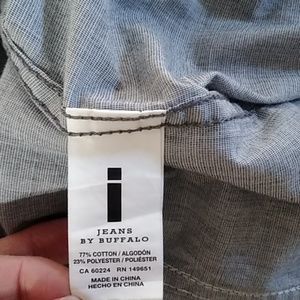 i
JEANS
BY BUFFALO
77% COTTON / ALGODÓN
23% POLYESTER / POLIÉSTER
CA 60224 RN 149651
MADE IN CHINA
HECHO EN CHINA